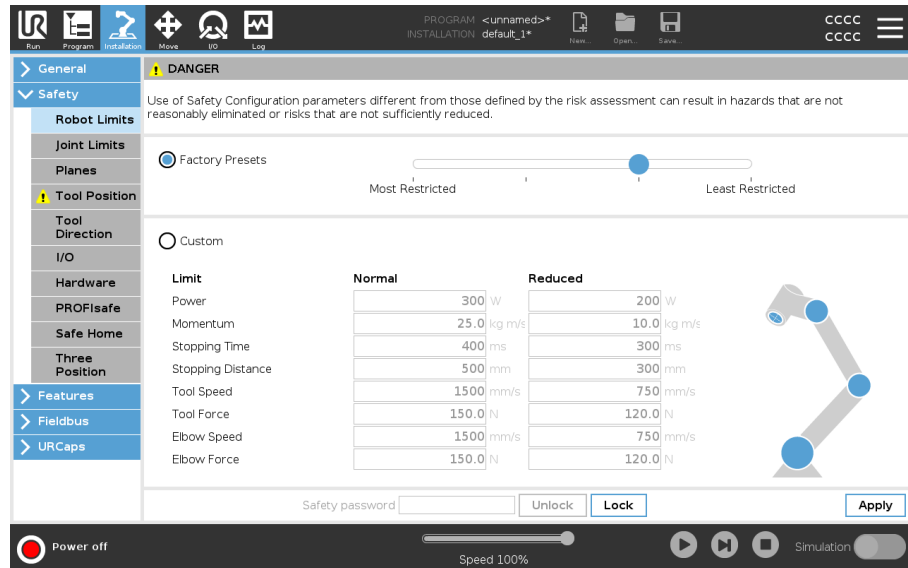 PROGRAM <unnamed>*
INSTALLATION default_1*
cccc
cccc
Run Program Installation Move I/O Log New... Open... Save...
General
Safety
Robot Limits
Joint Limits
Planes
Tool Position
Tool
Direction
I/O
Hardware
PROFIsafe
Safe Home
Three
Position
Features
Fieldbus
URCaps
DANGER
Use of Safety Configuration parameters different from those defined by the risk assessment can result in hazards that are not
reasonably eliminated or risks that are not sufficiently reduced.
Factory Presets
Most Restricted Least Restricted
Custom
Limit Normal Reduced
Power 300 W 200 W
Momentum 25.0 kg m/s 10.0 kg m/s
Stopping Time 400 ms 300 ms
Stopping Distance 500 mm 300 mm
Tool Speed 1500 mm/s 750 mm/s
Tool Force 150.0 N 120.0 N
Elbow Speed 1500 mm/s 750 mm/s
Elbow Force 150.0 N 120.0 N
Safety password Unlock Lock Apply
Power off
Speed 100%
Simulation